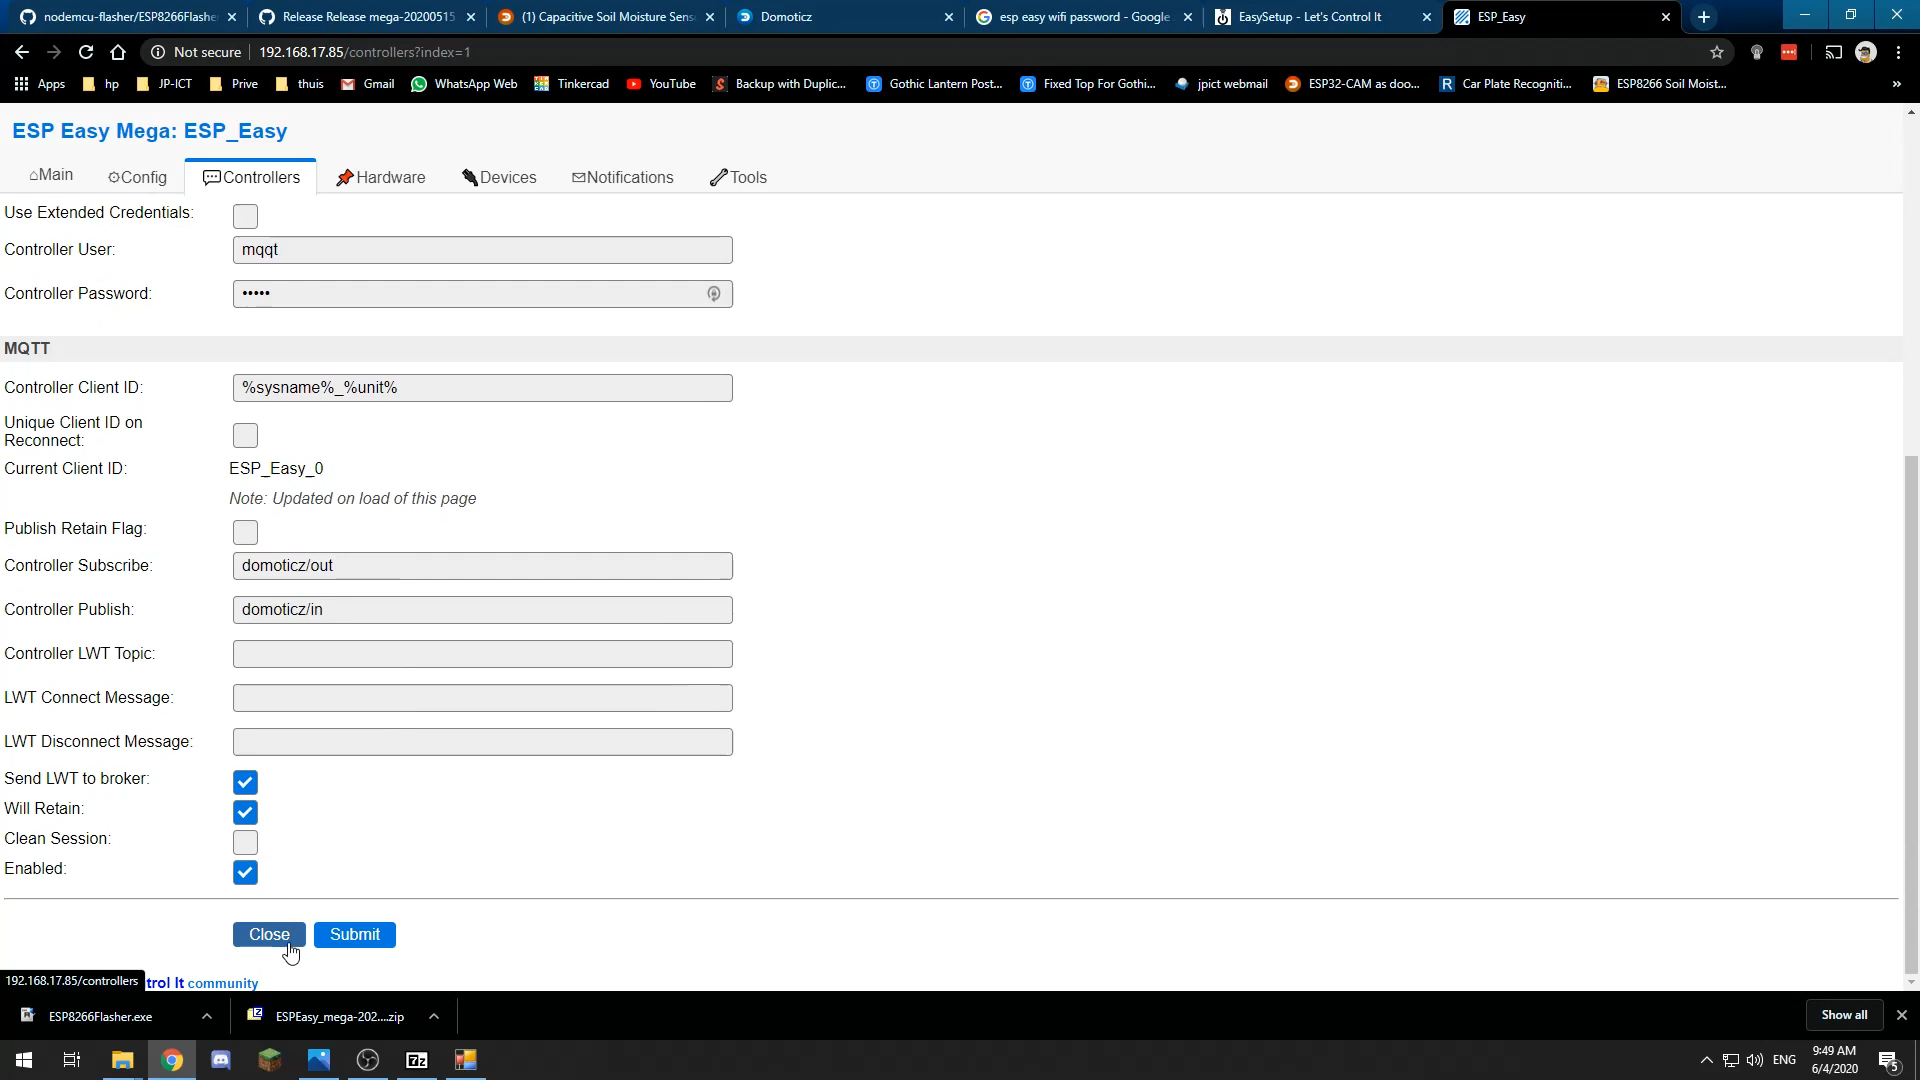 nodemcu-flasher/ESP8266Flasher
Release Release mega-20200515
(1) Capacitive Soil Moisture Sens
Domoticz
esp easy wifi password - Google
EasySetup - Let's Control It
ESP_Easy
Not secure
192.168.17.85/controllers?index=1
Apps
hp
JP-ICT
Prive
thuis
Gmail
WhatsApp Web
Tinkercad
YouTube
Backup with Duplic...
Gothic Lantern Post...
Fixed Top For Gothi...
jpict webmail
ESP32-CAM as doo...
Car Plate Recogniti...
ESP8266 Soil Moist...
»
ESP Easy Mega: ESP_Easy
Main
Config
Controllers
Hardware
Devices
Notifications
Tools
Use Extended Credentials:
Controller User:
mqqt
Controller Password:
•••••
MQTT
Controller Client ID:
%sysname%_%unit%
Unique Client ID on
Reconnect:
Current Client ID:
ESP_Easy_0
Note: Updated on load of this page
Publish Retain Flag:
Controller Subscribe:
domoticz/out
Controller Publish:
domoticz/in
Controller LWT Topic:
LWT Connect Message:
LWT Disconnect Message:
Send LWT to broker:
Will Retain:
Clean Session:
Enabled:
Close
Submit
192.168.17.85/controllers
trol It community
ESP8266Flasher.exe
ESPEasy_mega-202....zip
Show all
ENG
9:49 AM
6/4/2020
5